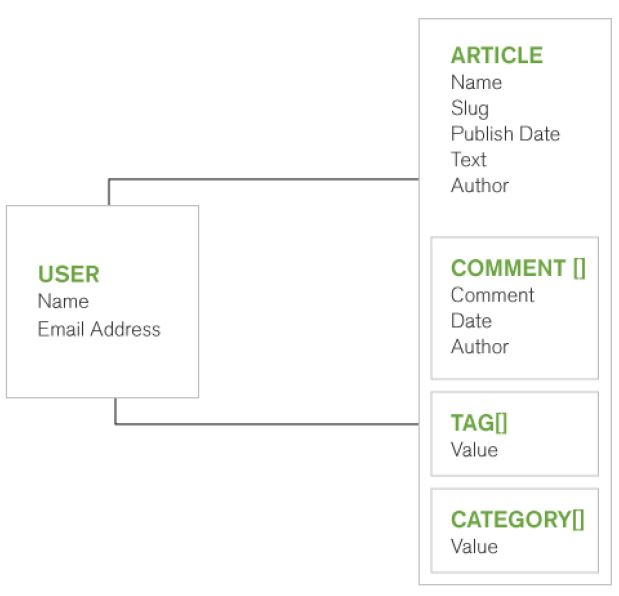 ARTICLE
Name
Slug
Publish Date
Text
Author
USER
Name
Email Address
COMMENT []
Comment
Date
Author
TAG[]
Value
CATEGORY[]
Value